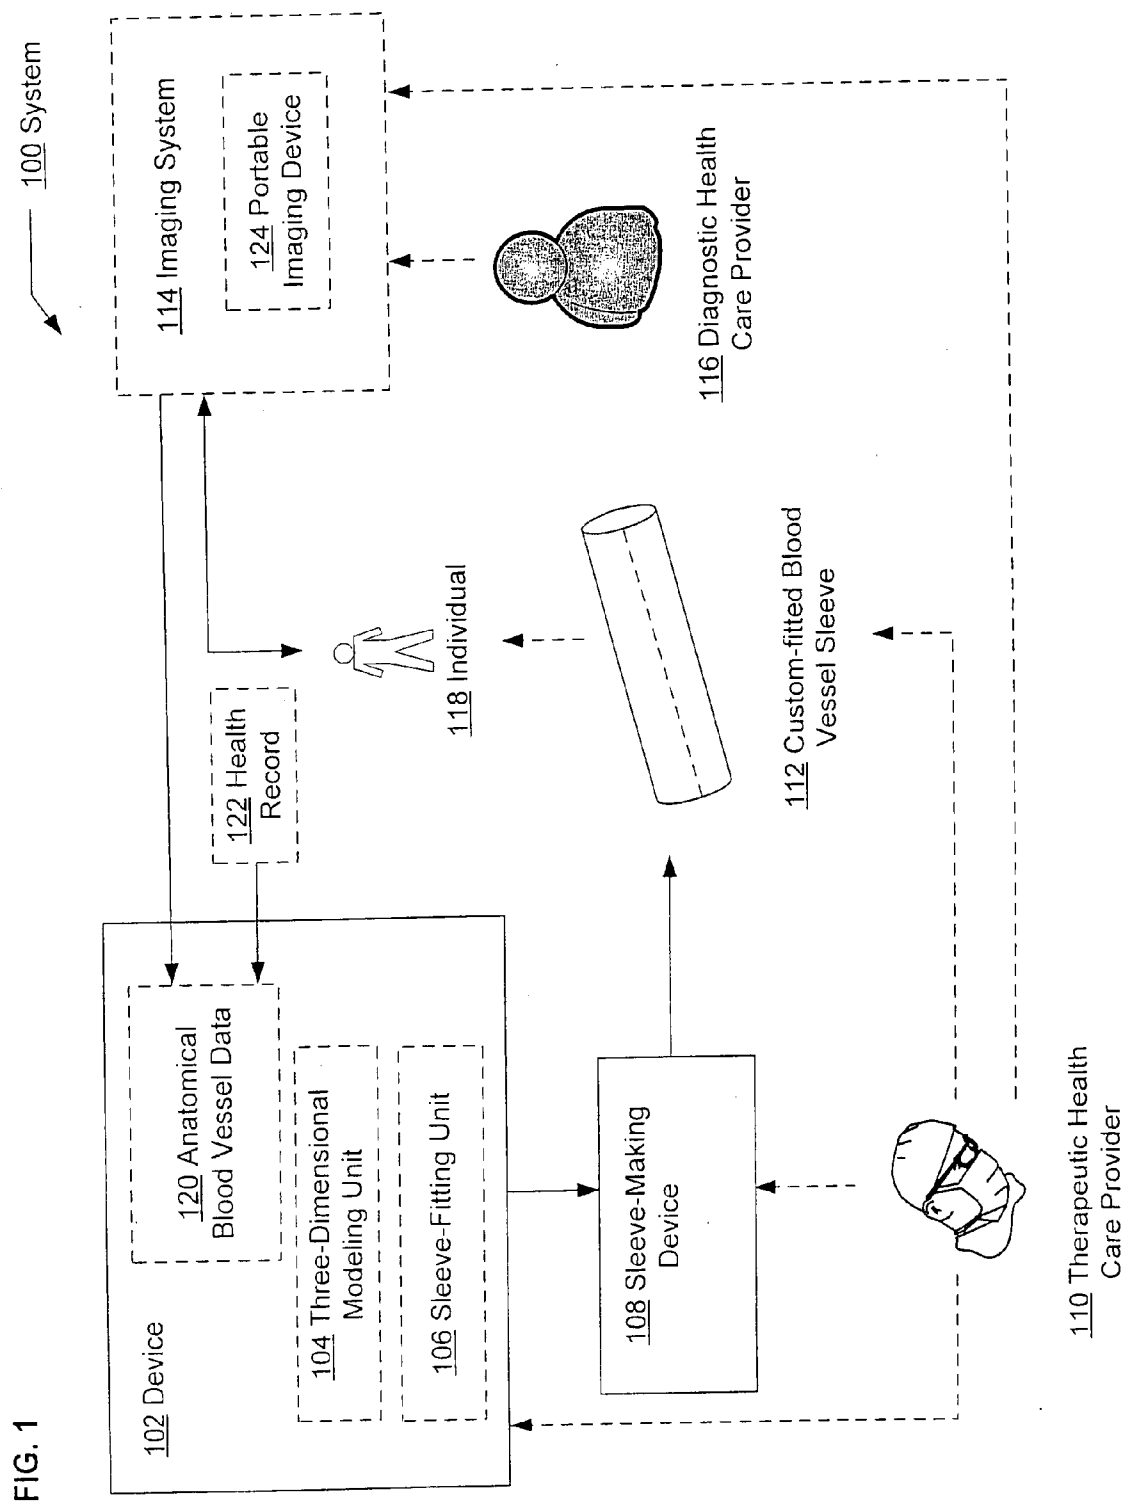 FIG. 1
100 System
102 Device
120 Anatomical
Blood Vessel Data
104 Three-Dimensional
Modeling Unit
106 Sleeve-Fitting Unit
122 Health
Record
114 Imaging System
124 Portable
Imaging Device
118 Individual
116 Diagnostic Health
Care Provider
108 Sleeve-Making
Device
112 Custom-fitted Blood
Vessel Sleeve
110 Therapeutic Health
Care Provider